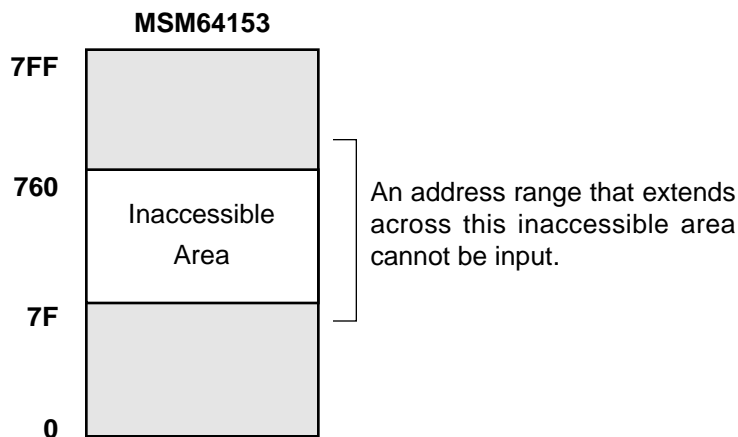 MSM64153
7FF
760
Inaccessible
Area
An address range that extends
across this inaccessible area
cannot be input.
7F
0